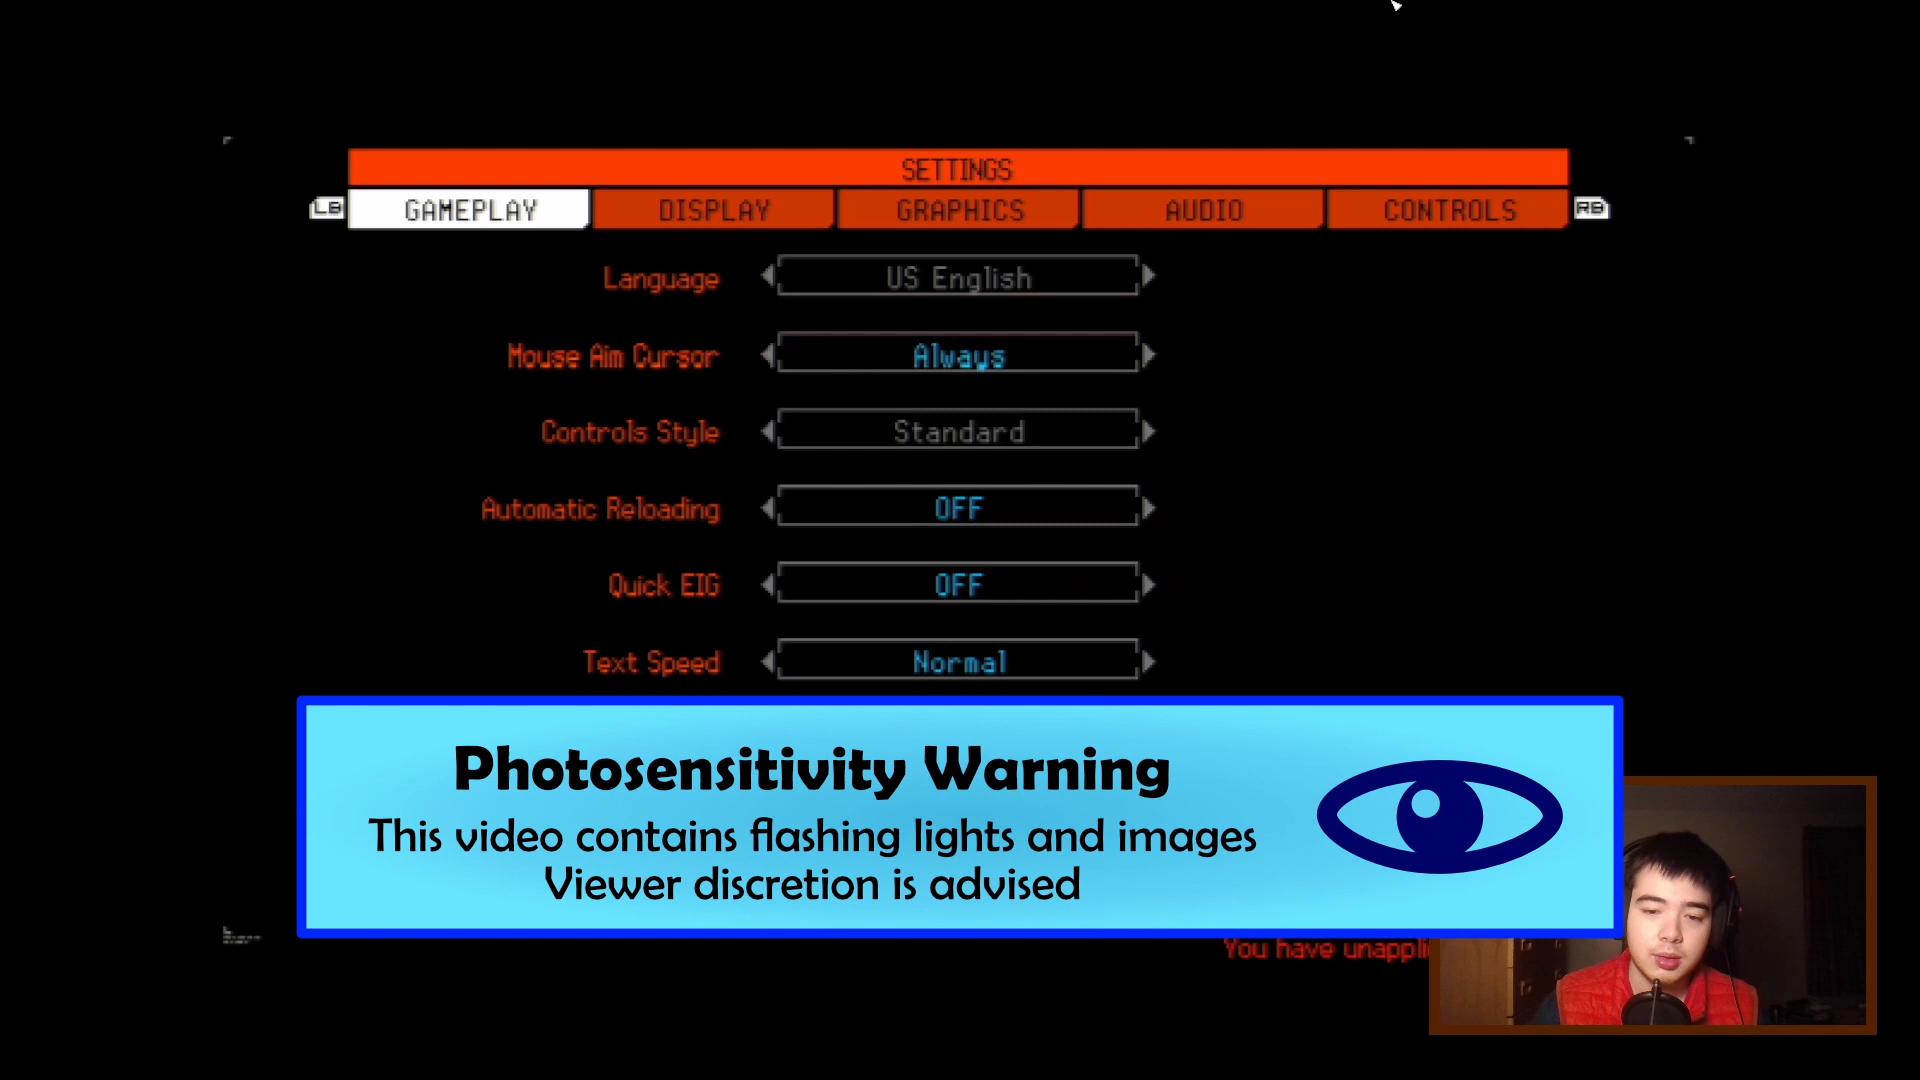 SETTINGS
LB GAMEPLAY DISPLAY GRAPHICS AUDIO CONTROLS RB
Language US English
Mouse Aim Cursor Always
Controls Style Standard
Automatic Reloading OFF
Quick EIG OFF
Text Speed Normal
Photosensitivity Warning
This video contains flashing lights and images
Viewer discretion is advised
You have unappli